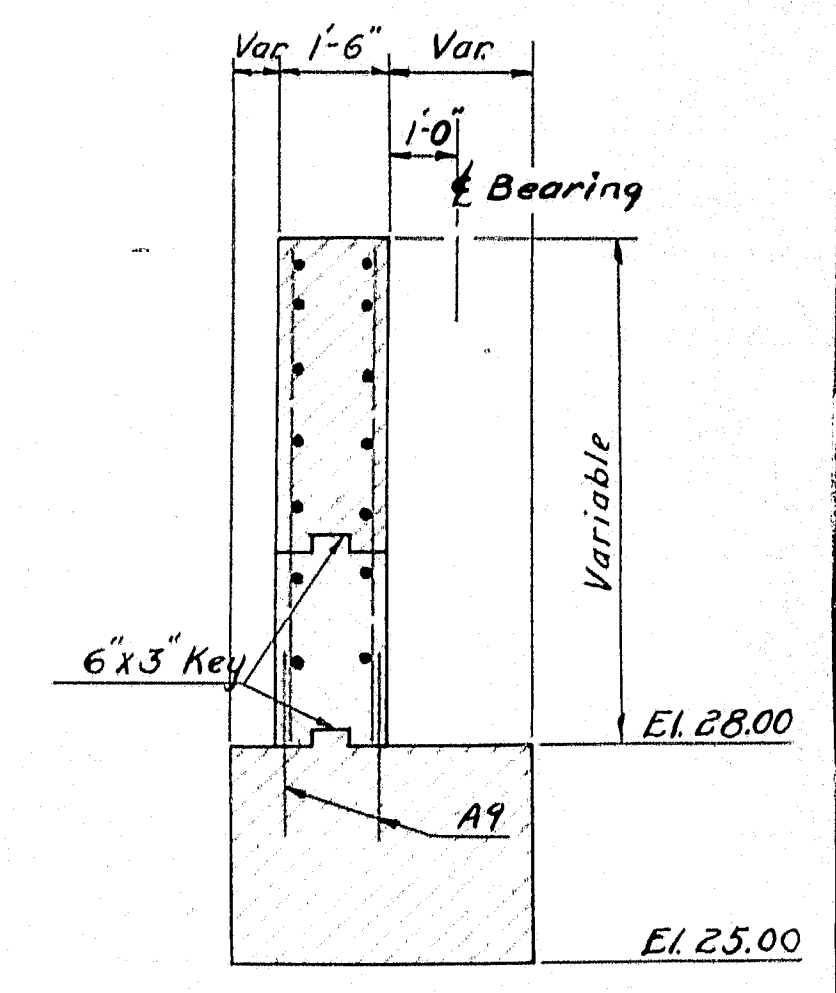 Var. 1'-6" Var.
1'-0"
℄ Bearing
Variable
6"x3" Key
El. 28.00
A9
El. 25.00